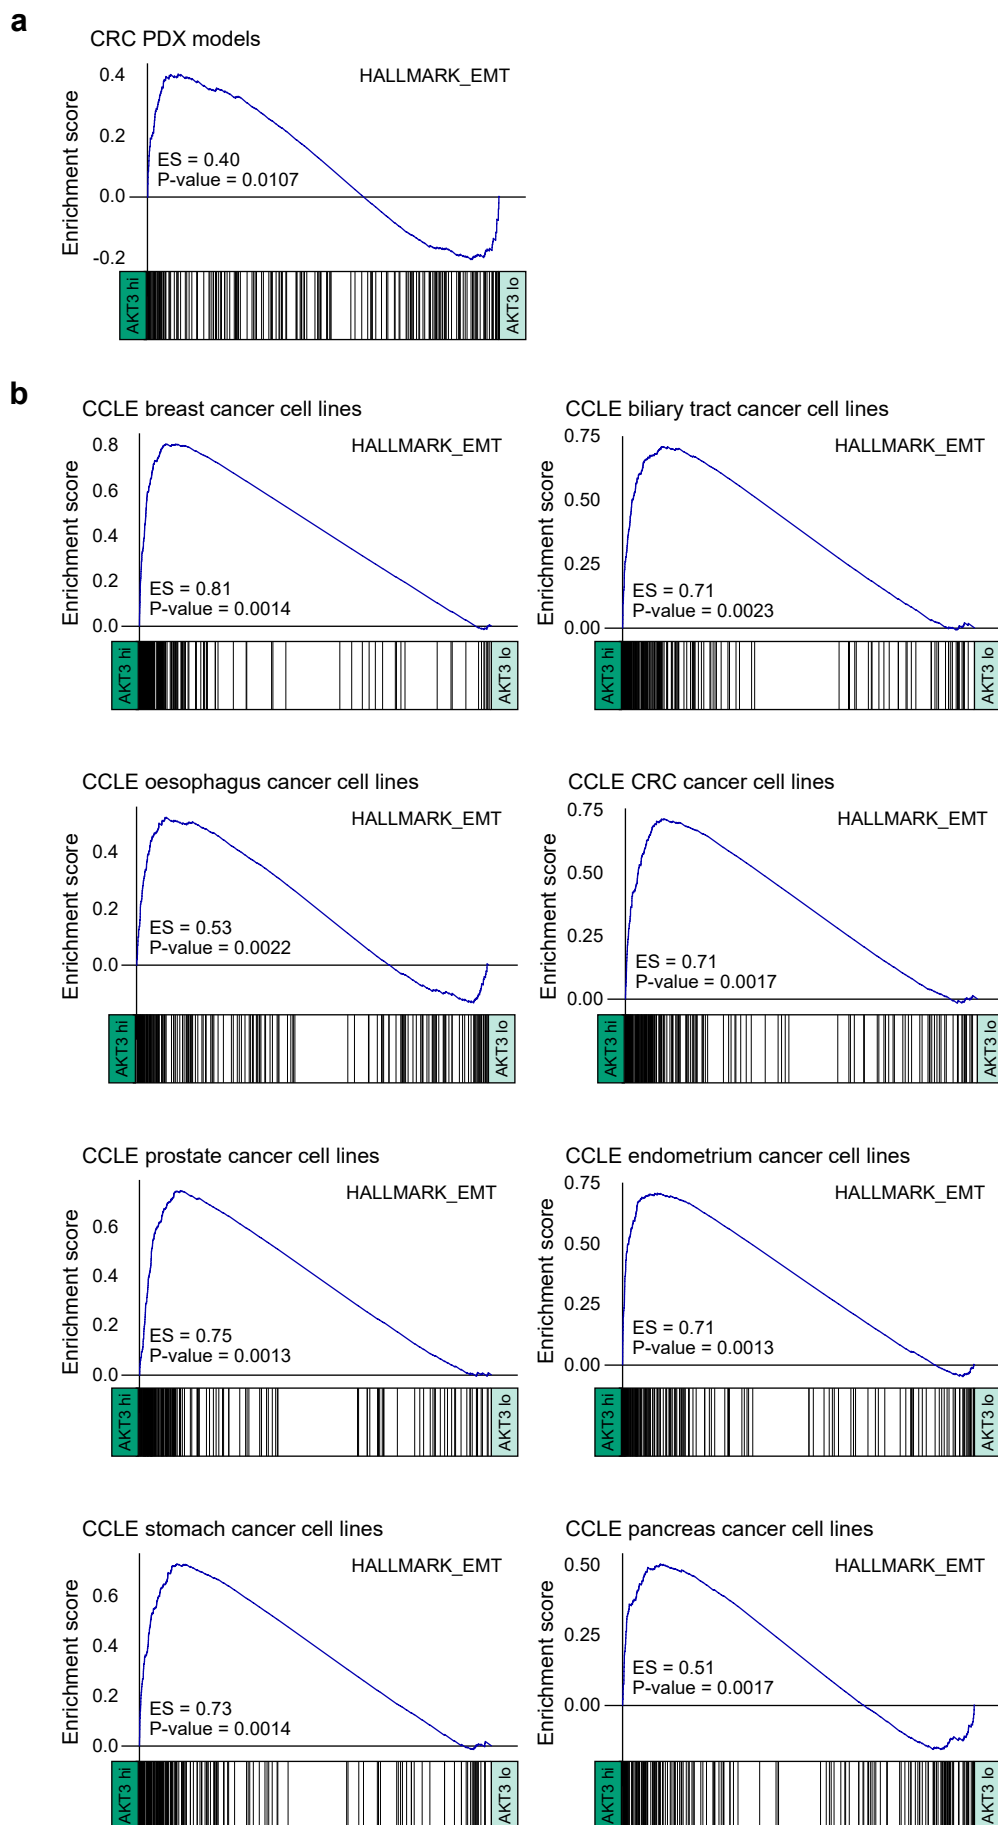 a
CRC PDX models
HALLMARK_EMT
Enrichment score
0.4
0.2
0.0
-0.2
ES = 0.40
P-value = 0.0107
AKT3 hi
AKT3 lo
b
CCLE breast cancer cell lines
HALLMARK_EMT
Enrichment score
0.8
0.6
0.4
0.2
0.0
ES = 0.81
P-value = 0.0014
AKT3 hi
AKT3 lo
CCLE biliary tract cancer cell lines
HALLMARK_EMT
Enrichment score
0.75
0.50
0.25
0.00
ES = 0.71
P-value = 0.0023
AKT3 hi
AKT3 lo
CCLE oesophagus cancer cell lines
HALLMARK_EMT
Enrichment score
0.4
0.2
0.0
ES = 0.53
P-value = 0.0022
AKT3 hi
AKT3 lo
CCLE CRC cancer cell lines
HALLMARK_EMT
Enrichment score
0.75
0.50
0.25
0.00
ES = 0.71
P-value = 0.0017
AKT3 hi
AKT3 lo
CCLE prostate cancer cell lines
HALLMARK_EMT
Enrichment score
0.6
0.4
0.2
0.0
ES = 0.75
P-value = 0.0013
AKT3 hi
AKT3 lo
CCLE endometrium cancer cell lines
HALLMARK_EMT
Enrichment score
0.75
0.50
0.25
0.00
ES = 0.71
P-value = 0.0013
AKT3 hi
AKT3 lo
CCLE stomach cancer cell lines
HALLMARK_EMT
Enrichment score
0.6
0.4
0.2
0.0
ES = 0.73
P-value = 0.0014
AKT3 hi
AKT3 lo
CCLE pancreas cancer cell lines
HALLMARK_EMT
Enrichment score
0.50
0.25
0.00
ES = 0.51
P-value = 0.0017
AKT3 hi
AKT3 lo